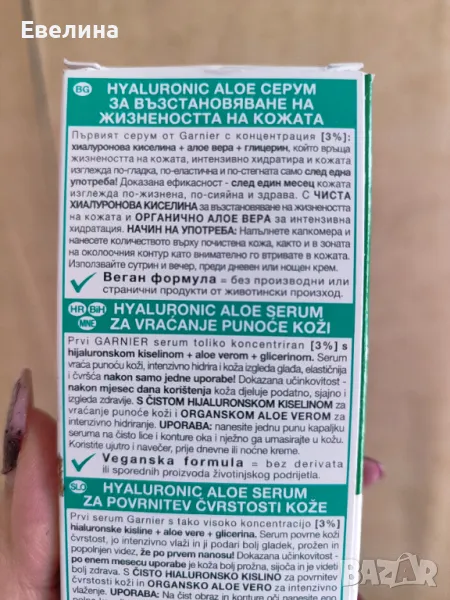 Евелина
BG
HYALURONIC ALOE СЕРУМ
ЗА ВЪЗСТАНОВЯВАНЕ НА
ЖИЗНЕНОСТТА НА КОЖАТА
Първият серум от Garnier с концентрация [3%]:
хиалуронова киселина + алое вера + глицерин, който връща
жизнеността на кожата, интензивно хидратира и кожата
изглежда по-гладка, по-еластична и по-стегната само след една
употреба! Доказана ефикасност - след един месец кожата
изглежда по-жизнена, по-сияйна и здрава. С ЧИСТА
ХИАЛУРОНОВА КИСЕЛИНА за възстановяване на жизнеността
на кожата и ОРГАНИЧНО АЛОЕ ВЕРА за интензивна
хидратация. НАЧИН НА УПОТРЕБА: Напълнете капкомера и
нанесете количеството върху почистена кожа, както и в зоната
на околоочния контур като внимателно го втривате в кожата.
Използвайте сутрин и вечер, преди дневен или нощен крем.
Веган формула = без производни или
странични продукти от животински произход.
HR BiH MNE
HYALURONIC ALOE SERUM
ZA VRAĆANJE PUNOĆE KOŽI
Prvi GARNIER serum toliko koncentriran [3%] s
hijaluronskom kiselinom + aloe verom + glicerinom. Serum
vraća punoću koži, intenzivno hidrira i koža izgleda glađa, elastičnija
i čvršća nakon samo jedne uporabe! Dokazana učinkovitost -
nakon mjesec dana korištenja koža djeluje podatno, sjajno i
izgleda zdravije. S ČISTOM HIJALURONSKOM KISELINOM za
vraćanje punoće koži i ORGANSKOM ALOE VEROM za
intenzivno hidriranje. UPORABA: nanesite jednu punu kapaljku
seruma na čisto lice i konture oka i nježno ga umasirajte u kožu.
Koristite ujutro i navečer, prije dnevne ili noćne kreme.
Veganska formula = bez derivata
ili sporednih proizvoda životinjskog podrijetla.
SLO
HYALURONIC ALOE SERUM
ZA POVRNITEV ČVRSTOSTI KOŽE
Prvi serum Garnier s tako visoko koncentracijo [3%]
hialuronske kisline + aloe vere + glicerina. Serum povrne koži
čvrstost, jo intenzivno vlaži in ji podari bolj gladek, prožen in
popolnjen videz, že po prvem nanosu! Dokazana učinkovitost -
po enem mesecu uporabe je koža bolj prožna, sijoča in je videti
bolj zdrava. S ČISTO HIALURONSKO KISLINO za povrnitev
čvrstosti kože in ORGANSKO ALOE VERO za intenzivno
vlaženje. UPORABA: Na čist obraz in konturo
BAZAR